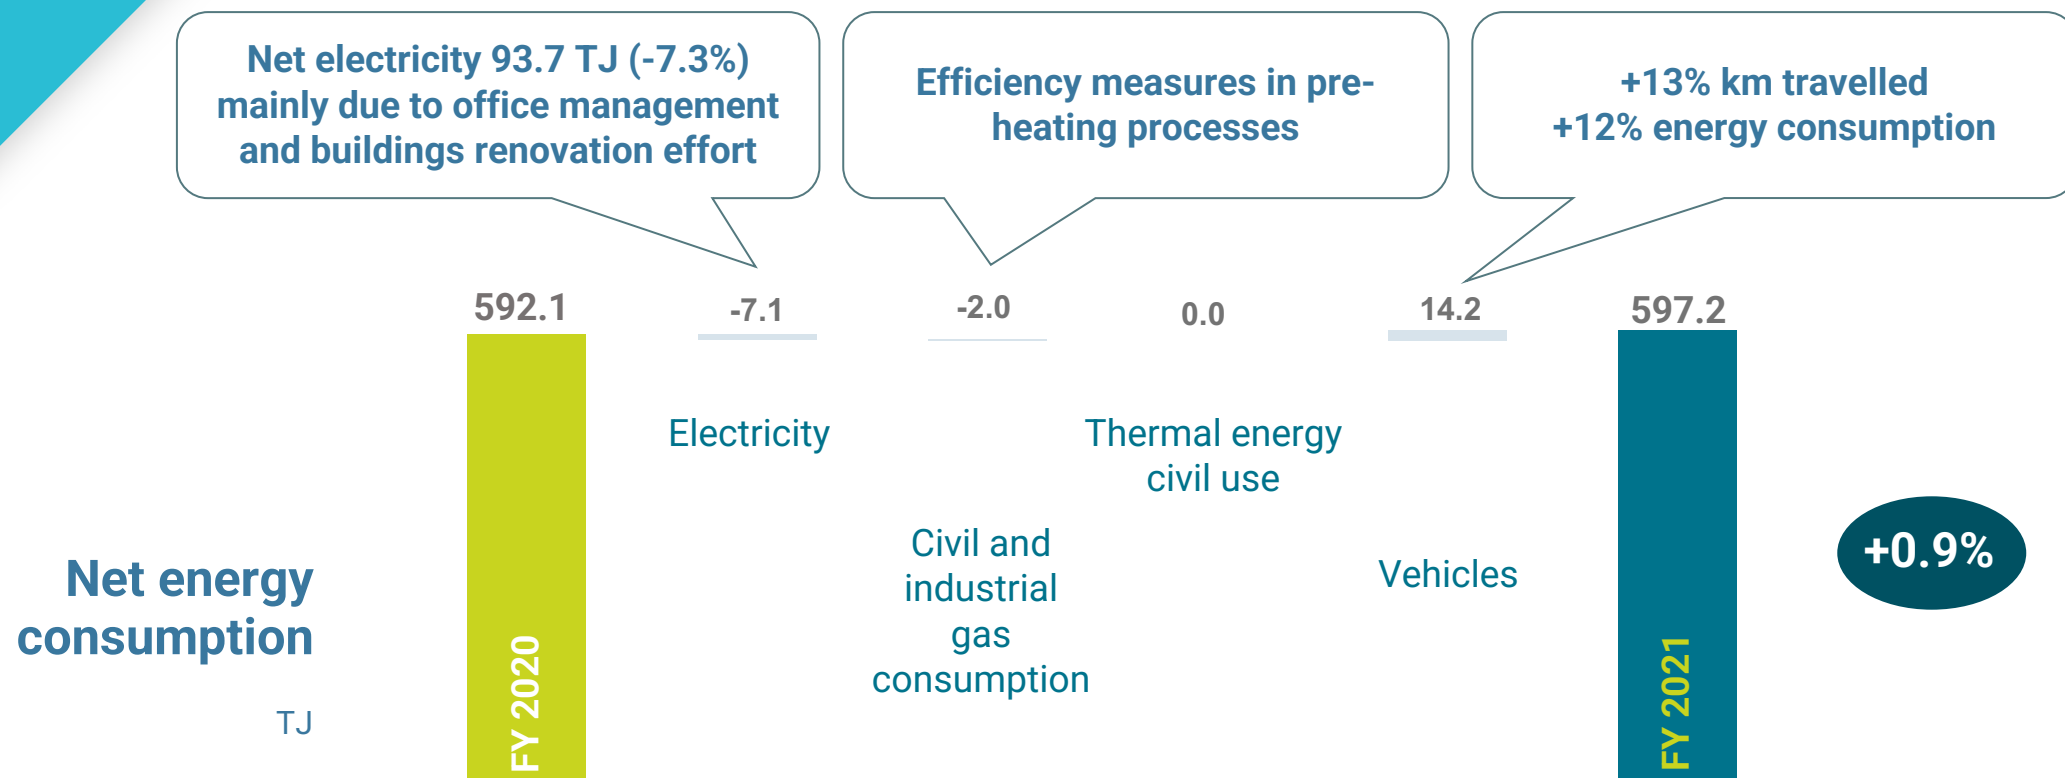 Net electricity 93.7 TJ (-7.3%)
mainly due to office management
and buildings renovation effort
Efficiency measures in pre-
heating processes
+13% km travelled
+12% energy consumption
592.1
-7.1
-2.0
0.0
14.2
597.2
Electricity
Thermal energy
civil use
Civil and
industrial
gas
consumption
Vehicles
+0.9%
Net energy
consumption
TJ
FY 2020
FY 2021